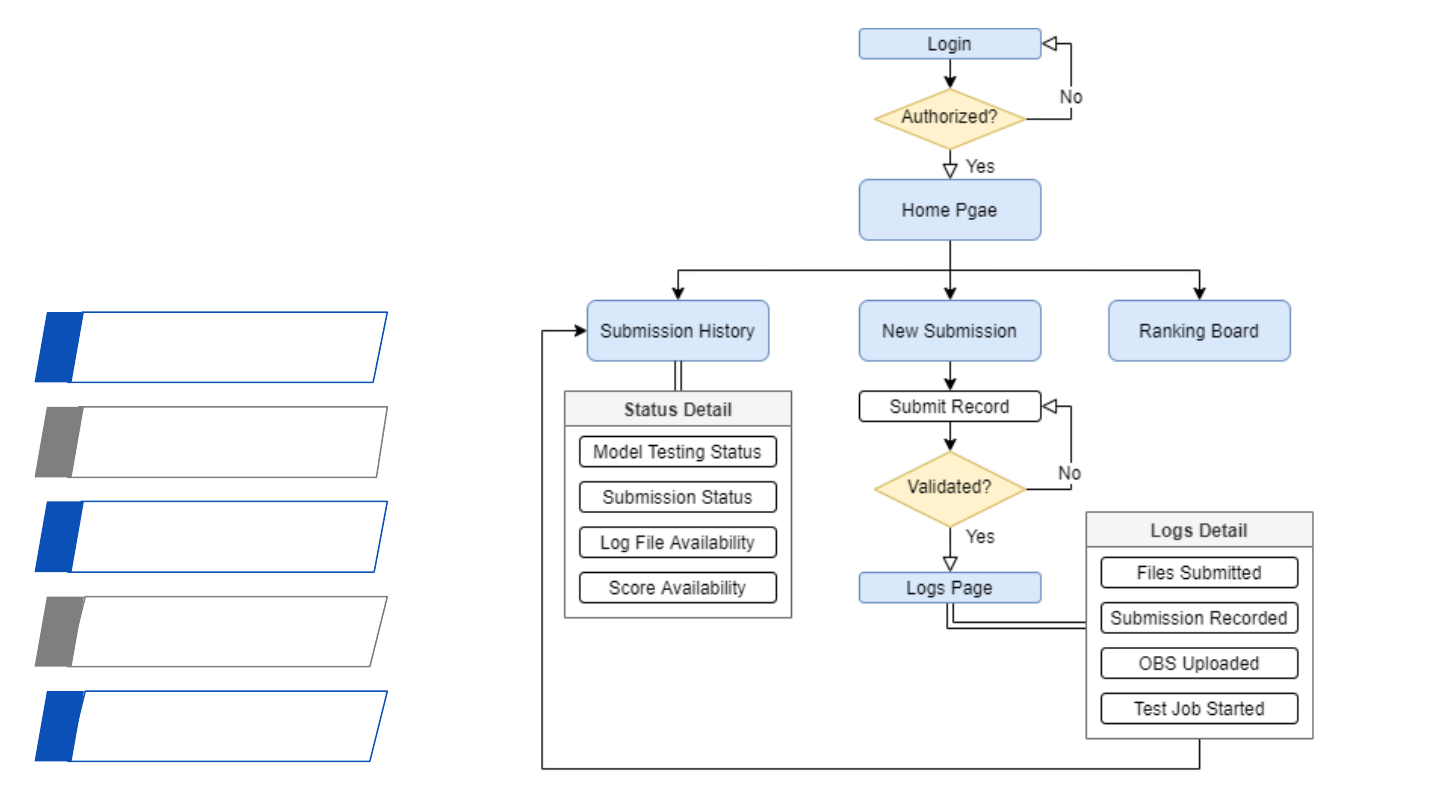 Login
No
Authorized?
Yes
Home Pgae
Submission History
New Submission
Ranking Board
Status Detail
Model Testing Status
Submission Status
Log File Availability
Score Availability
Submit Record
No
Validated?
Yes
Logs Page
Logs Detail
Files Submitted
Submission Recorded
OBS Uploaded
Test Job Started